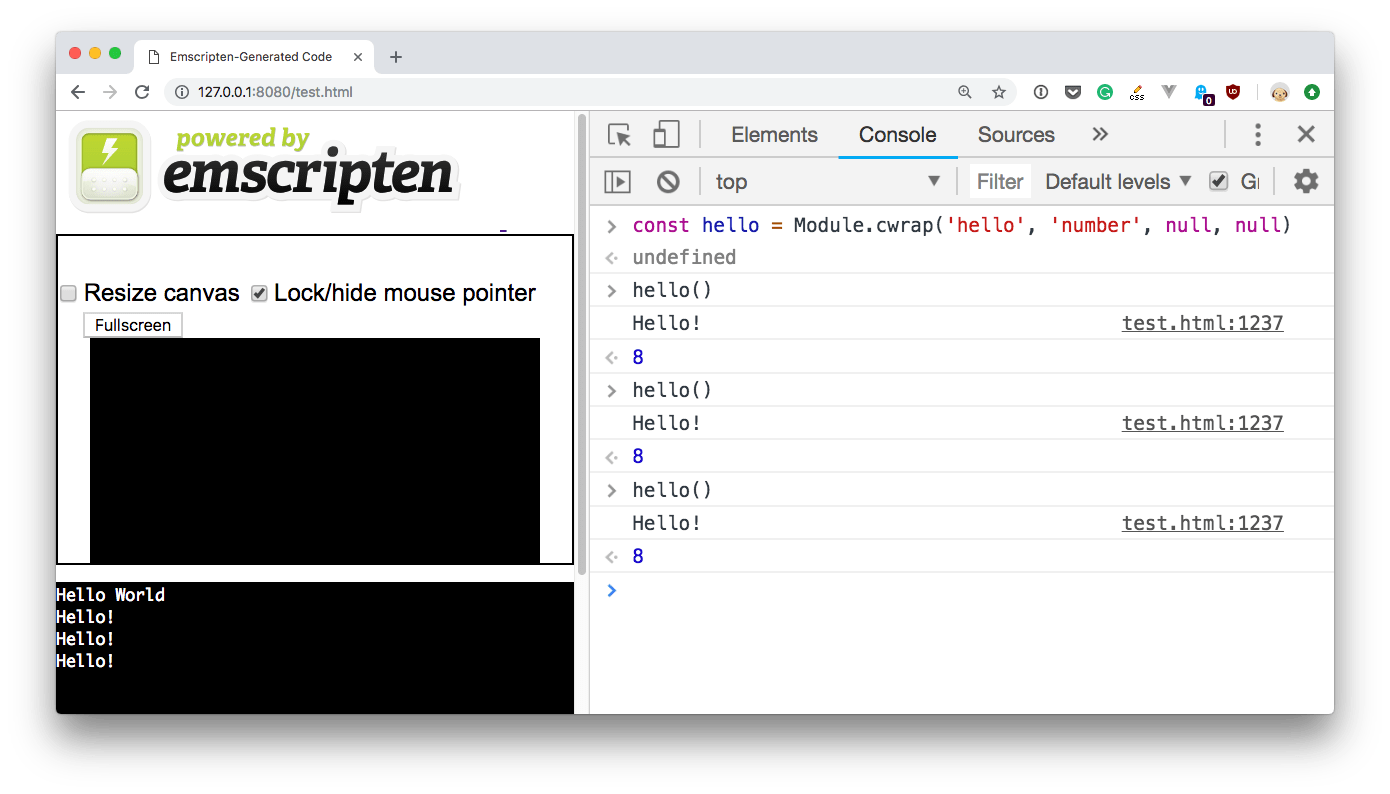 Emscripten-Generated Code
127.0.0.1:8080/test.html
css
0
powered by
emscripten
Resize canvas Lock/hide mouse pointer
Fullscreen
Hello World
Hello!
Hello!
Hello!
Elements Console Sources
top Filter Default levels
const hello = Module.cwrap('hello', 'number', null, null)
undefined
hello()
Hello! test.html:1237
8
hello()
Hello! test.html:1237
8
hello()
Hello! test.html:1237
8